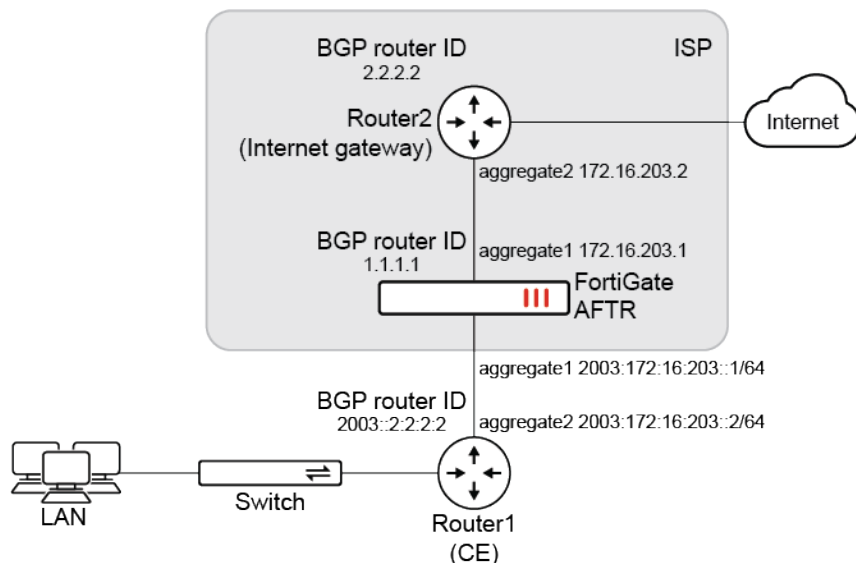 BGP router ID
2.2.2.2
ISP
Router2
(Internet gateway)
Internet
aggregate2 172.16.203.2
BGP router ID
1.1.1.1
aggregate1 172.16.203.1
FortiGate
AFTR
aggregate1 2003:172:16:203::1/64
BGP router ID
2003::2:2:2:2
aggregate2 2003:172:16:203::2/64
LAN
Switch
Router1
(CE)